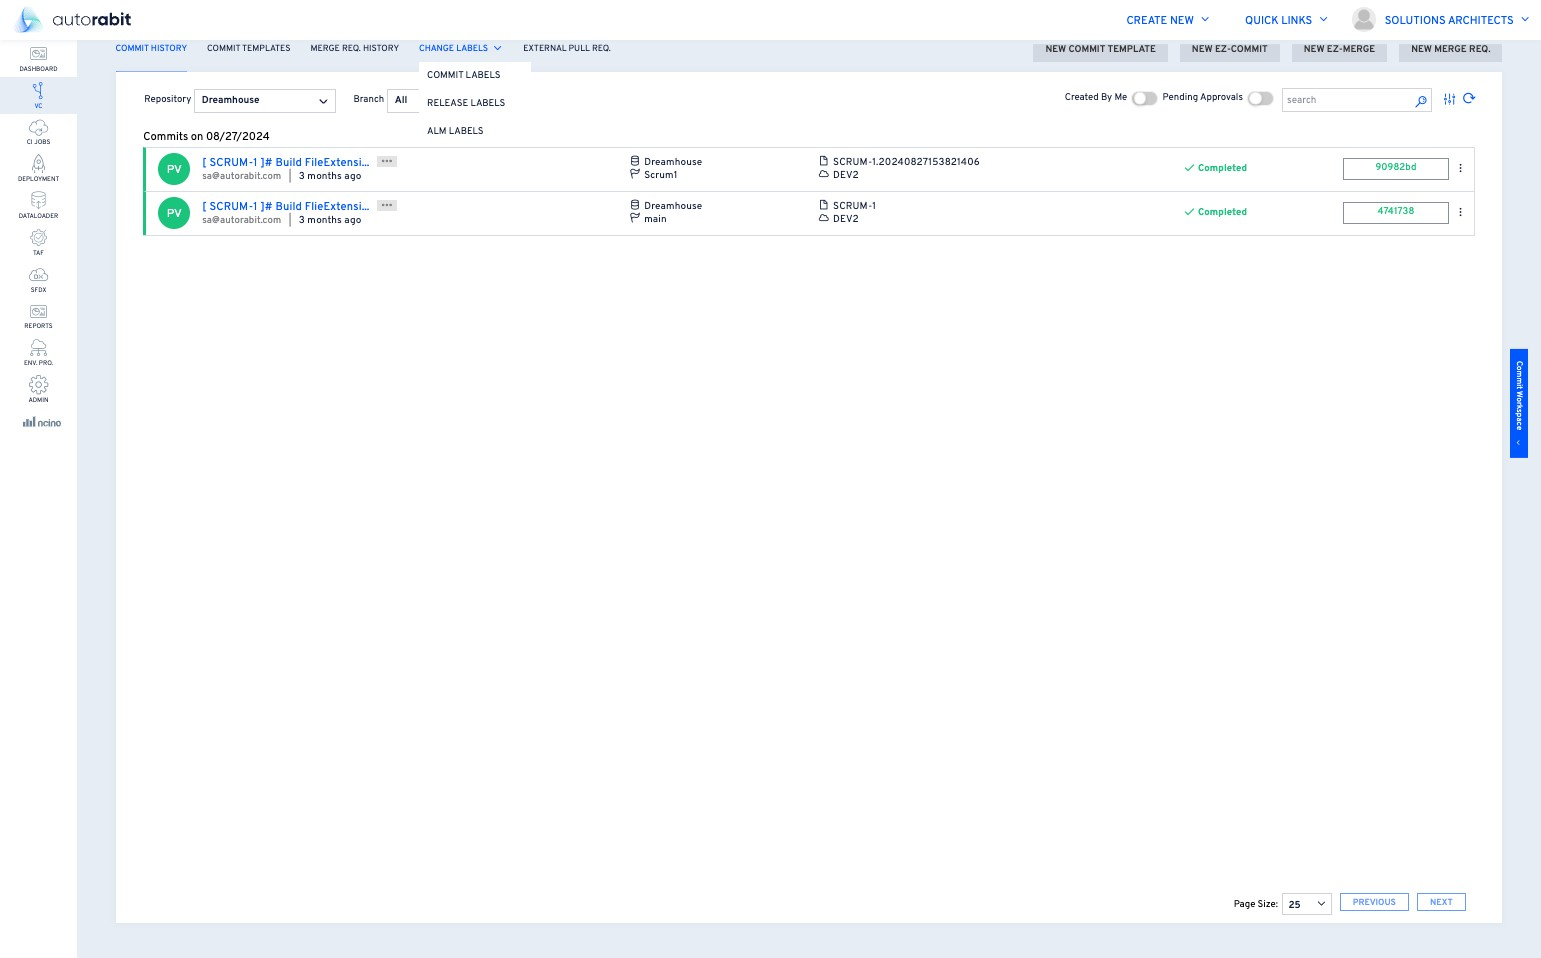 autorabit
CREATE NEW
QUICK LINKS
SOLUTIONS ARCHITECTS
COMMIT HISTORY
COMMIT TEMPLATES
MERGE REQ. HISTORY
CHANGE LABELS
EXTERNAL PULL REQ.
NEW COMMIT TEMPLATE
NEW EZ-COMMIT
NEW EZ-MERGE
NEW MERGE REQ.
COMMIT LABELS
RELEASE LABELS
ALM LABELS
DASHBOARD
VC
CI JOBS
DEPLOYMENT
DATALOADER
TAF
SFDX
REPORTS
ENV. PRO.
ADMIN
ncino
Repository
Dreamhouse
Branch
All
Created By Me
Pending Approvals
search
Commits on 08/27/2024
PV
[ SCRUM-1 ]# Build FlieExtensi... •••
sa@autorabit.com | 3 months ago
Dreamhouse
Scrum1
SCRUM-1.20240827153821406
DEV2
Completed
90982bd
PV
[ SCRUM-1 ]# Build FlieExtensi... •••
sa@autorabit.com | 3 months ago
Dreamhouse
main
SCRUM-1
DEV2
Completed
4741738
Commit Workspace
Page Size:
25
PREVIOUS
NEXT